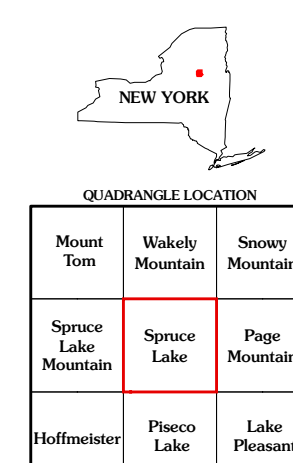 NEW YORK
QUADRANGLE LOCATION
Mount
Tom
Wakely
Mountain
Snowy
Mountain
Spruce
Lake
Mountain
Spruce
Lake
Page
Mountain
Hoffmeister
Piseco
Lake
Lake
Pleasant